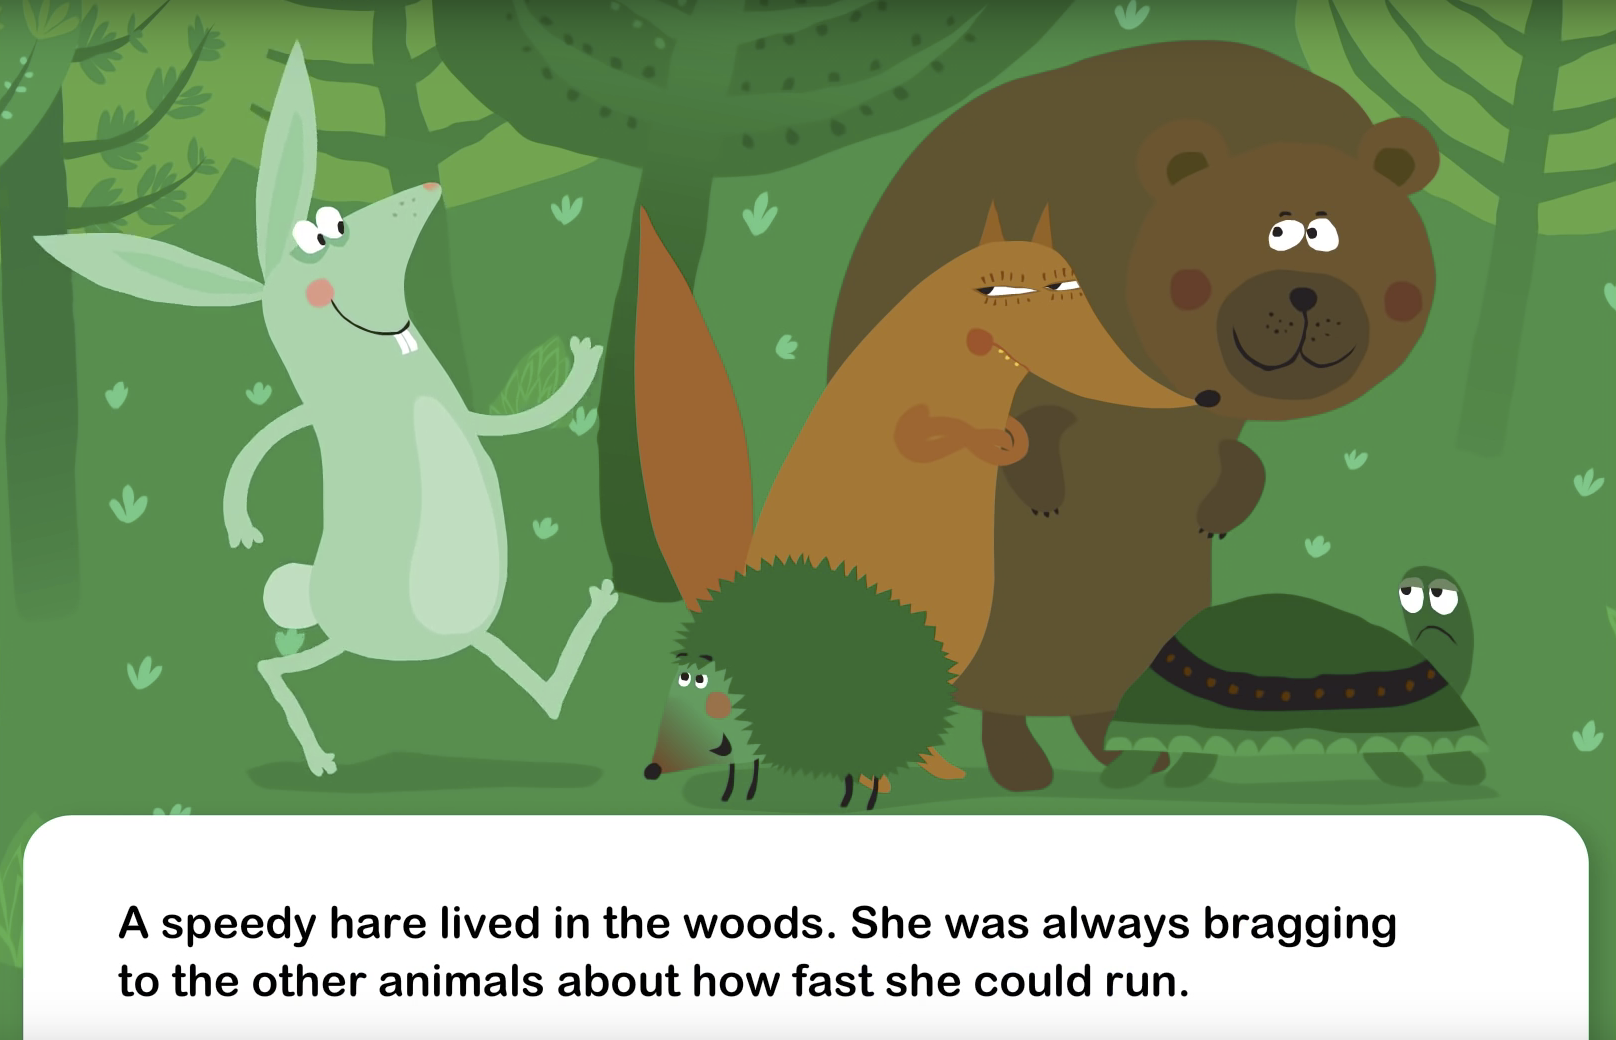 A speedy hare lived in the woods. She was always bragging
to the other animals about how fast she could run.